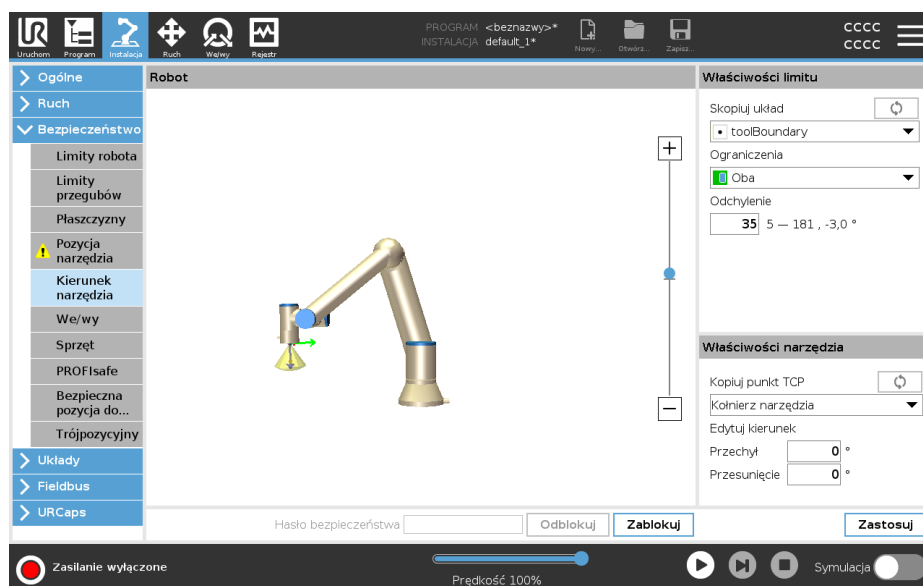 UR
PROGRAM <beznazwy>*
INSTALACJA default_1*
CCCC
CCCC
Uruchom Program Instalacja Ruch We/wy Rejestr Nowy... Otwórz... Zapisz...
Ogólne
Ruch
Bezpieczeństwo
Limity robota
Limity
przegubów
Płaszczyzny
Pozycja
narzędzia
Kierunek
narzędzia
We/wy
Sprzęt
PROFIsafe
Bezpieczna
pozycja do...
Trójpozycyjny
Układy
Fieldbus
URCaps
Robot
+
−
Hasło bezpieczeństwa Odblokuj Zablokuj
Właściwości limitu
Skopiuj układ
toolBoundary
Ograniczenia
Oba
Odchylenie
35 5 — 181 , -3,0 °
Właściwości narzędzia
Kopiuj punkt TCP
Kołnierz narzędzia
Edytuj kierunek
Przechył 0 °
Przesunięcie 0 °
Zastosuj
Zasilanie wyłączone
Prędkość 100%
Symulacja